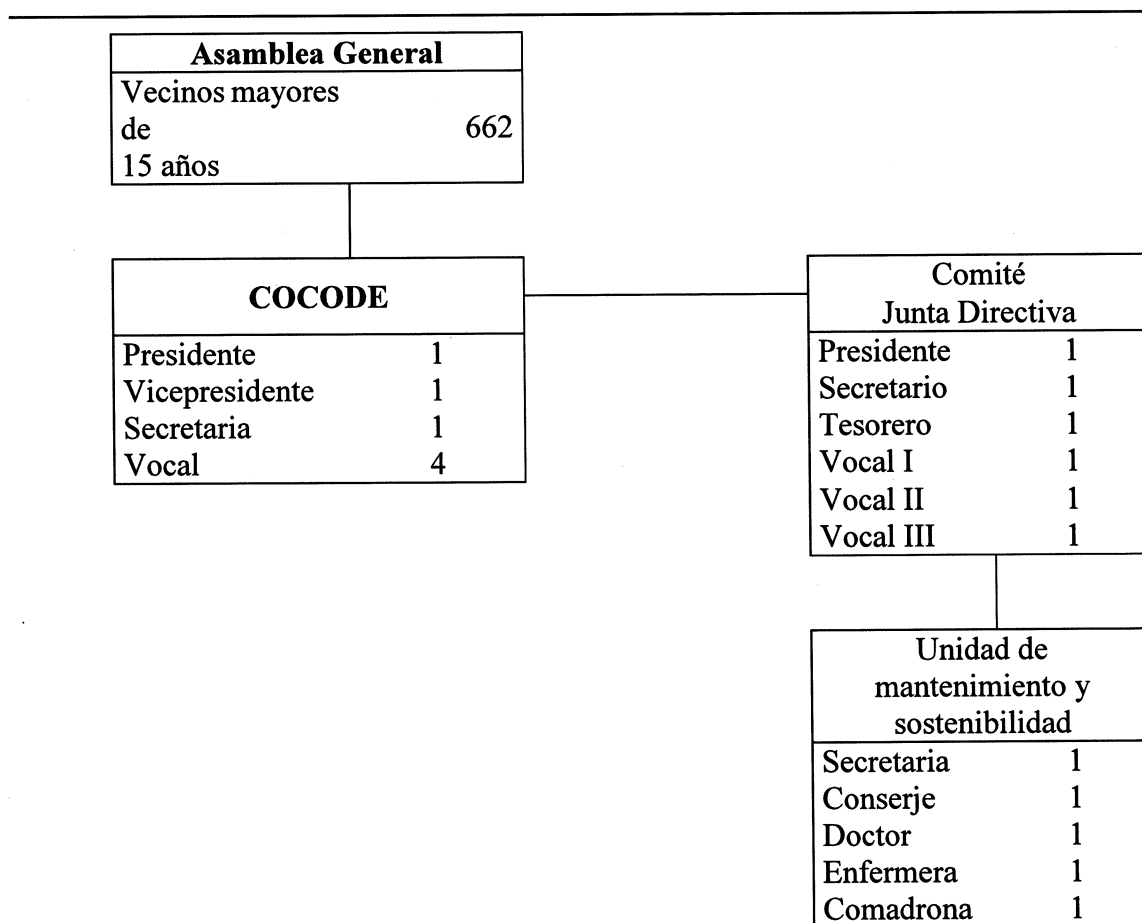 Asamblea General
Vecinos mayores
de 662
15 años
COCODE
Presidente 1
Vicepresidente 1
Secretaria 1
Vocal 4
Comité
Junta Directiva
Presidente 1
Secretario 1
Tesorero 1
Vocal I 1
Vocal II 1
Vocal III 1
Unidad de
mantenimiento y
sostenibilidad
Secretaria 1
Conserje 1
Doctor 1
Enfermera 1
Comadrona 1